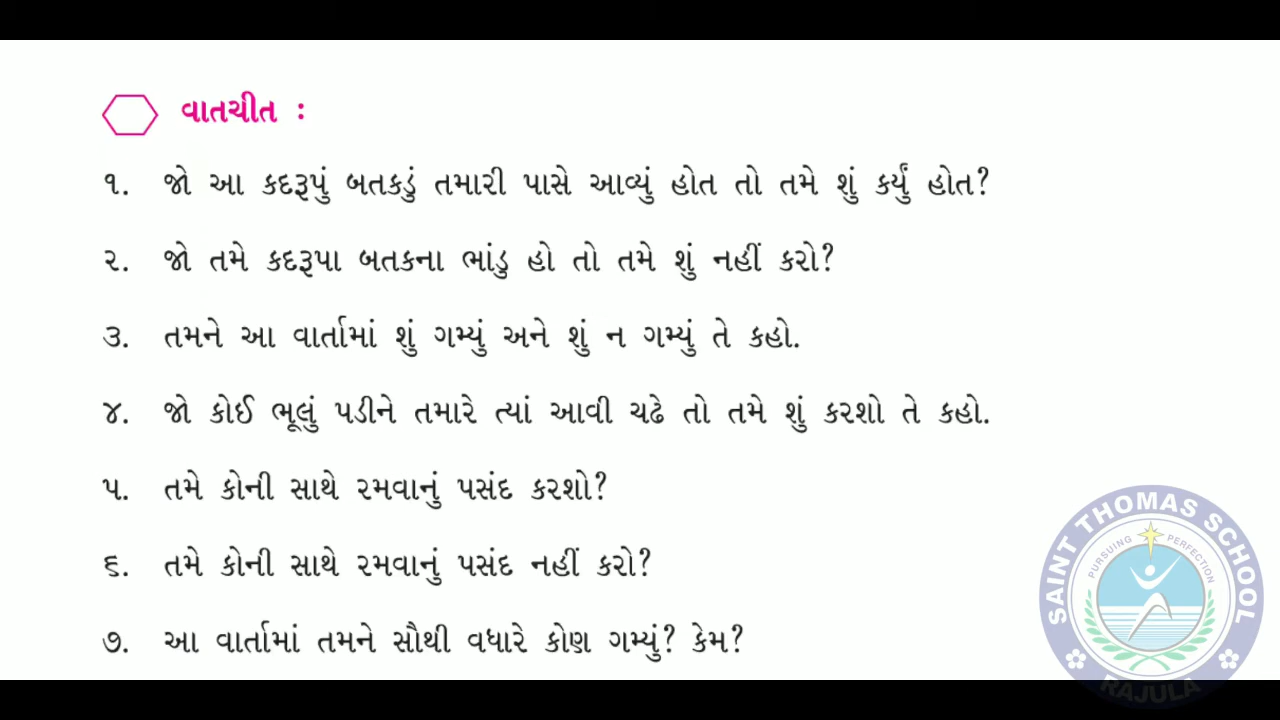 વાતચીત :
૧. જો આ કદરૂપું બતકડું તમારી પાસે આવ્યું હોત તો તમે શું કર્યું હોત?
૨. જો તમે કદરૂપા બતકના ભાંડુ હો તો તમે શું નહીં કરો?
૩. તમને આ વાર્તામાં શું ગમ્યું અને શું ન ગમ્યું તે કહો.
૪. જો કોઈ ભૂલું પડીને તમારે ત્યાં આવી ચઢે તો તમે શું કરશો તે કહો.
૫. તમે કોની સાથે રમવાનું પસંદ કરશો?
૬. તમે કોની સાથે રમવાનું પસંદ નહીં કરો?
૭. આ વાર્તામાં તમને સૌથી વધારે કોણ ગમ્યું? કેમ?
SAINT THOMAS SCHOOL
PURSUING PERFECTION
RAJULA